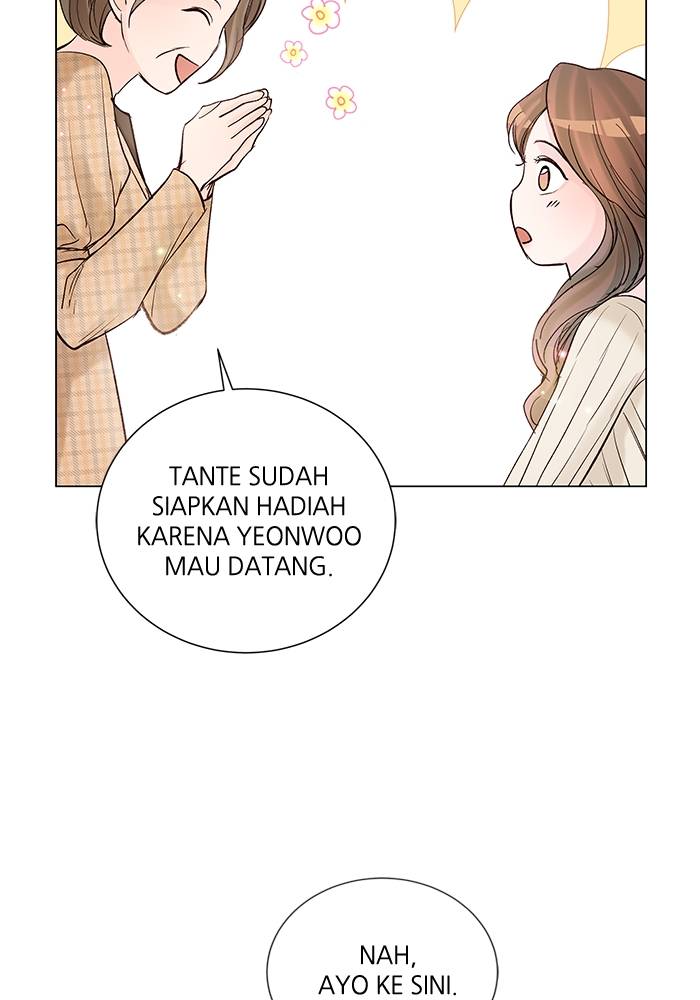 TANTE SUDAH
SIAPKAN HADIAH
KARENA YEONWOO
MAU DATANG.
NAH,
AYO KE SINI.